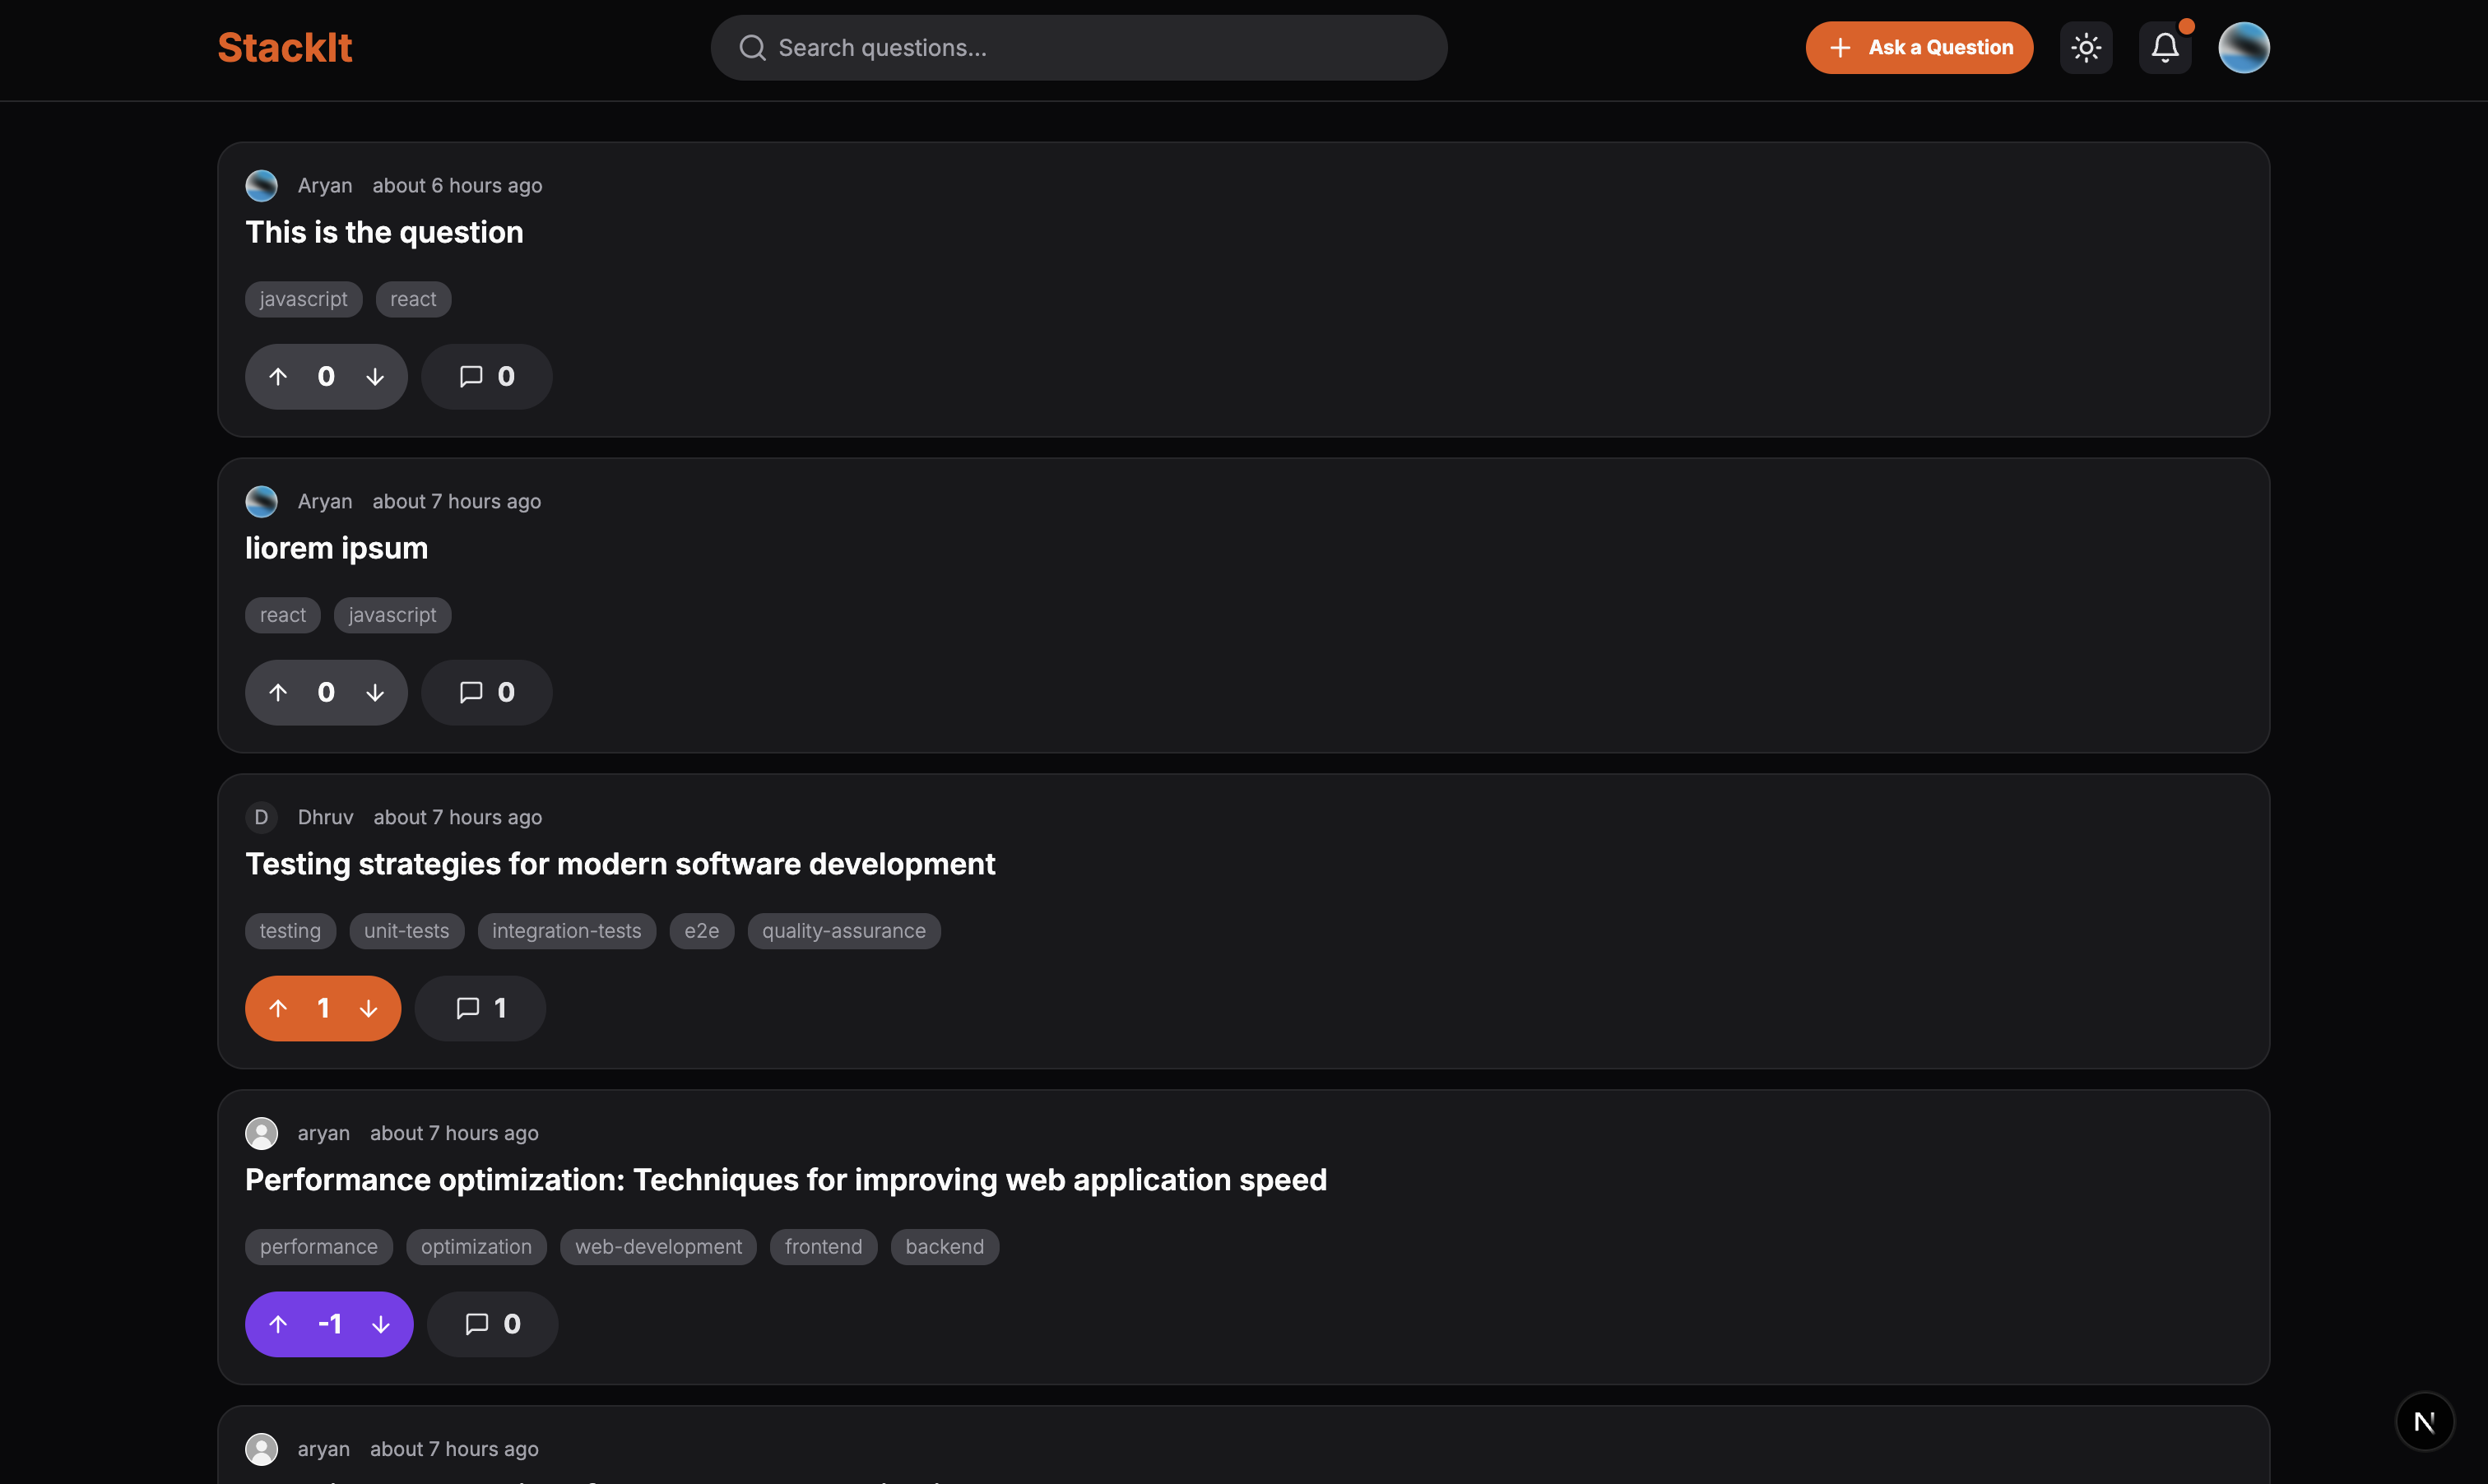 StackIt
Search questions...
Ask a Question
Aryan about 6 hours ago
This is the question
javascript react
0 0
Aryan about 7 hours ago
liorem ipsum
react javascript
0 0
D Dhruv about 7 hours ago
Testing strategies for modern software development
testing unit-tests integration-tests e2e quality-assurance
1 1
aryan about 7 hours ago
Performance optimization: Techniques for improving web application speed
performance optimization web-development frontend backend
-1 0
aryan about 7 hours ago
N